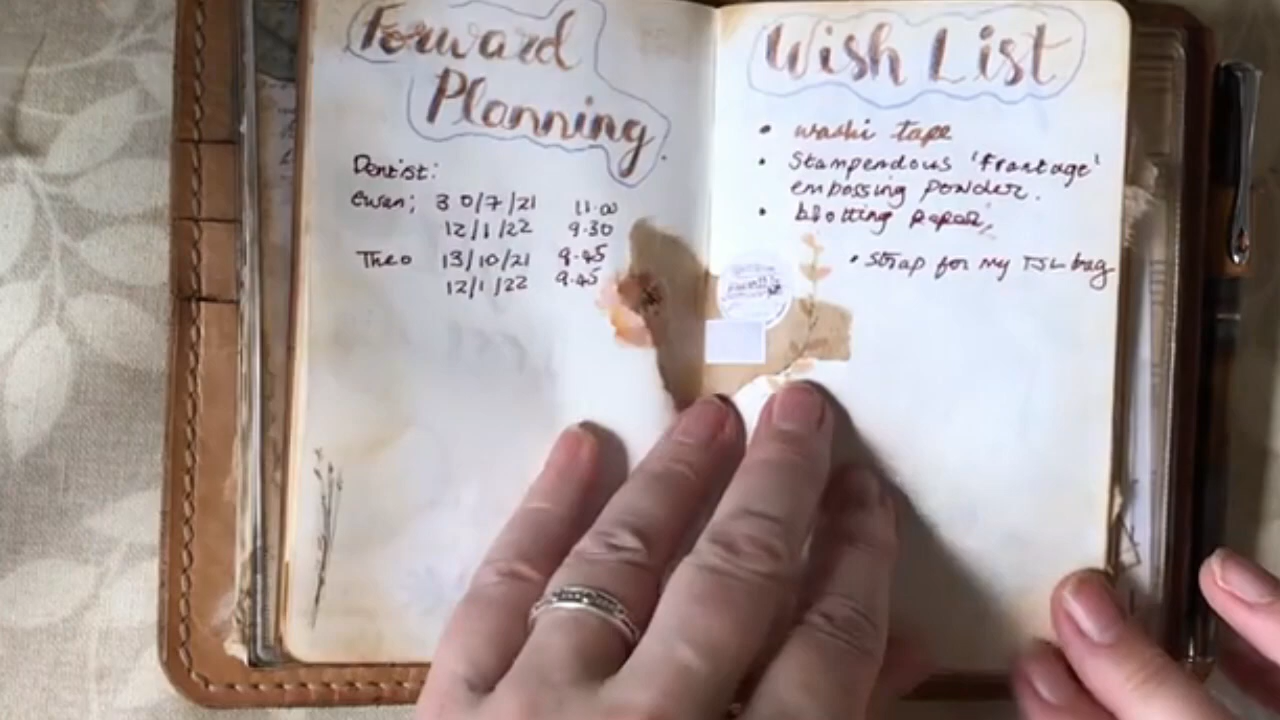 Forward
Planning
Dentist:
Ewan; 30/7/21 11.00
12/1/22 9.30
Theo 13/10/21 9.45
12/1/22 9.45
Wish List
• washi tape
• Stampendous 'Frantage'
embossing powder.
• blotting paper,
• Strap for my TSL bag